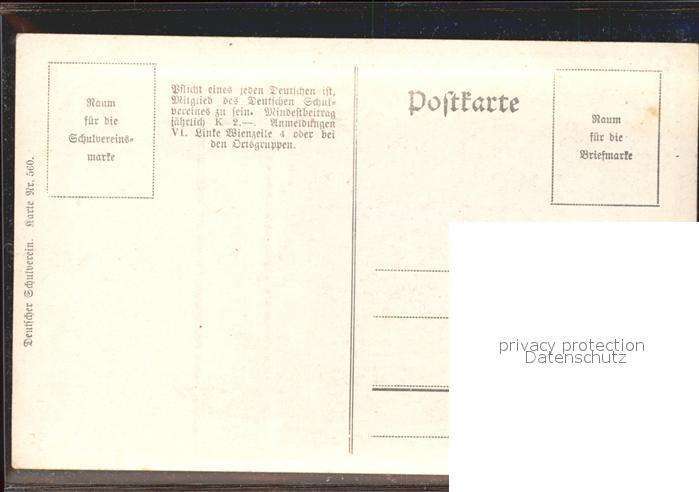 Raum
für die
Schulvereins-
marke
Pflicht eines jeden Deutschen ist,
Mitglied des Deutschen Schul-
vereines zu sein. Mindestbeitrag
jährlich K 2.—. Anmeldungen
VI. Linke Wienzeile 4 oder bei
den Ortsgruppen.
Postkarte
Raum
für die
Briefmarke
Deutscher Schulverein. Karte Nr. 560.
privacy protection
Datenschutz